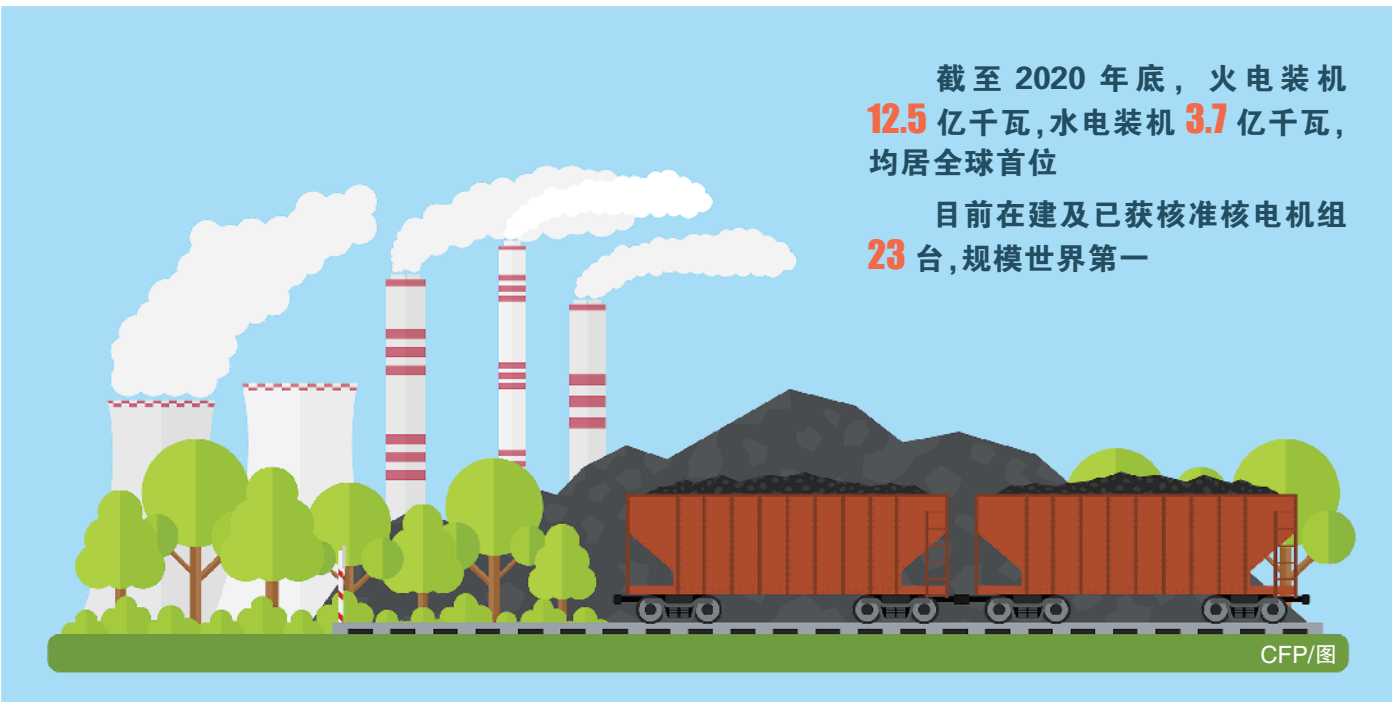 截至 2020 年底，火电装机
12.5 亿千瓦,水电装机 3.7 亿千瓦,
均居全球首位
目前在建及已获核准核电机组
23 台,规模世界第一
CFP/图